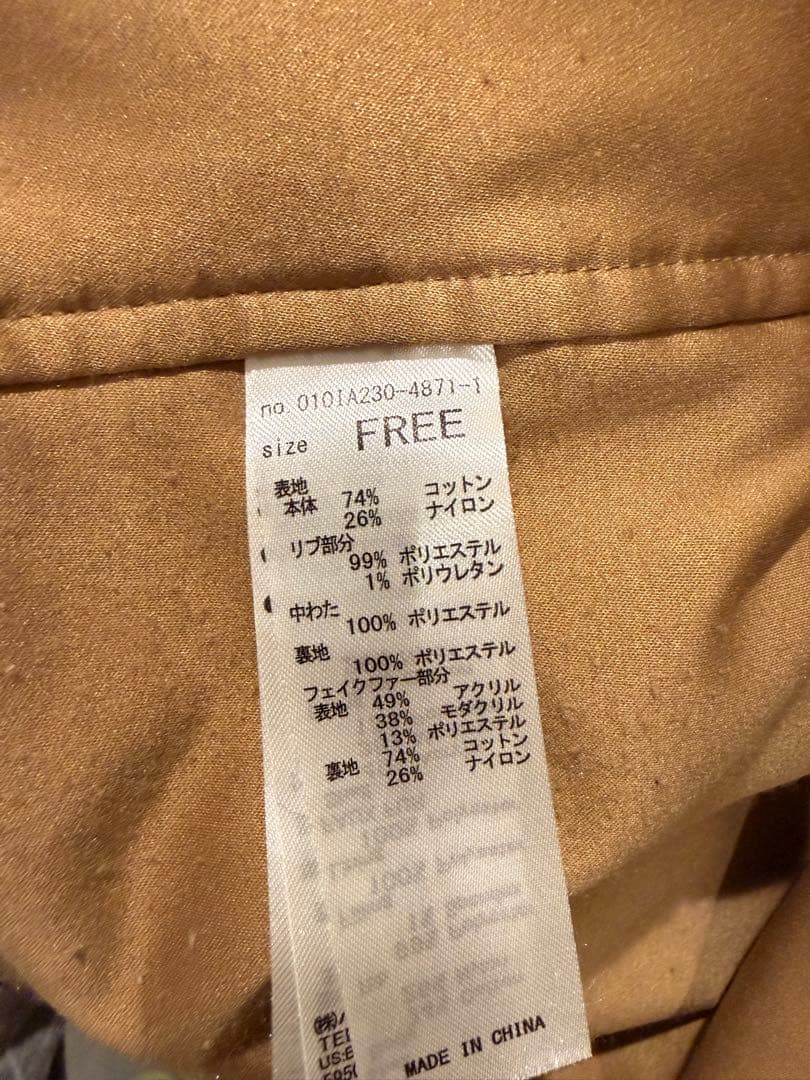 no. 010IA230-4871-1
size FREE
表地
本体 74% コットン
26% ナイロン
リブ部分
99% ポリエステル
1% ポリウレタン
中わた
100% ポリエステル
裏地
100% ポリエステル
フェイクファー部分
表地 49% アクリル
38% モダクリル
13% ポリエステル
裏地 74% コットン
26% ナイロン
㈱
MADE IN CHINA